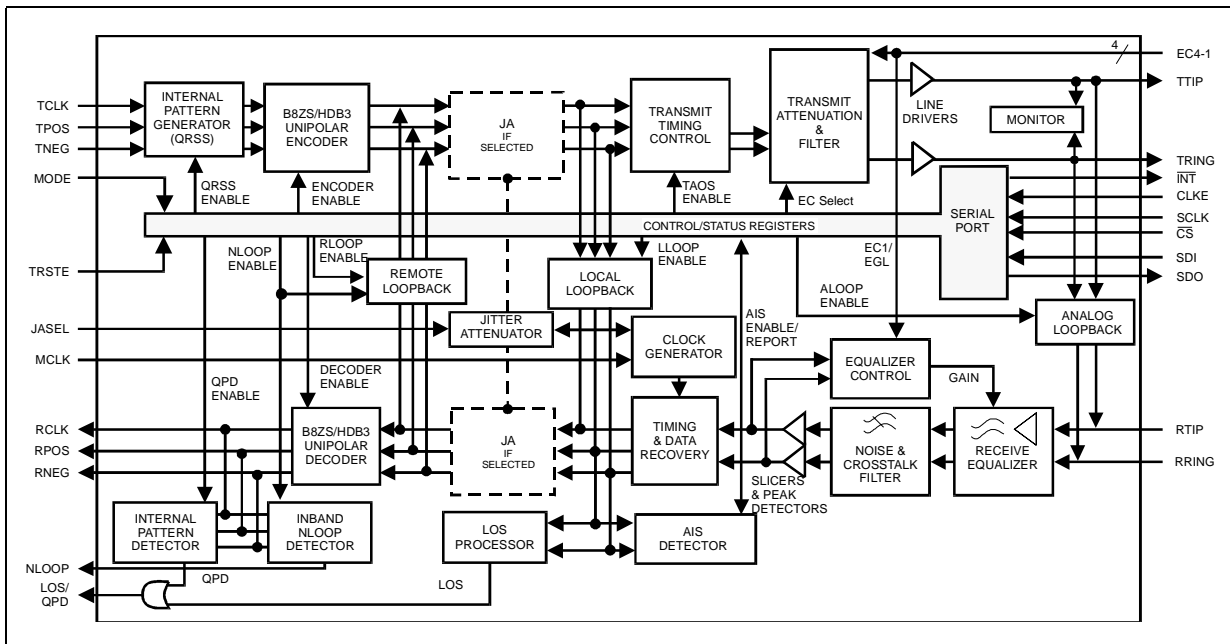 4
EC4-1
TCLK
TPOS
TNEG
MODE
TRSTE
JASEL
MCLK
RCLK
RPOS
RNEG
NLOOP
LOS/
QPD
INTERNAL
PATTERN
GENERATOR
(QRSS)
B8ZS/HDB3
UNIPOLAR
ENCODER
JA
IF
SELECTED
TRANSMIT
TIMING
CONTROL
TRANSMIT
ATTENUATION
&
FILTER
LINE
DRIVERS
MONITOR
TTIP
TRING
INT
CLKE
SCLK
CS
SDI
SDO
QRSS
ENABLE
ENCODER
ENABLE
TAOS
ENABLE
EC Select
SERIAL
PORT
CONTROL/STATUS REGISTERS
NLOOP
ENABLE
RLOOP
ENABLE
REMOTE
LOOPBACK
LOCAL
LOOPBACK
LLOOP
ENABLE
EC1/
EGL
ALOOP
ENABLE
ANALOG
LOOPBACK
JITTER
ATTENUATOR
CLOCK
GENERATOR
AIS
ENABLE/
REPORT
EQUALIZER
CONTROL
GAIN
QPD
ENABLE
DECODER
ENABLE
B8ZS/HDB3
UNIPOLAR
DECODER
JA
IF
SELECTED
TIMING
& DATA
RECOVERY
SLICERS
& PEAK
DETECTORS
NOISE &
CROSSTALK
FILTER
RECEIVE
EQUALIZER
RTIP
RRING
INTERNAL
PATTERN
DETECTOR
INBAND
NLOOP
DETECTOR
LOS
PROCESSOR
AIS
DETECTOR
QPD
LOS